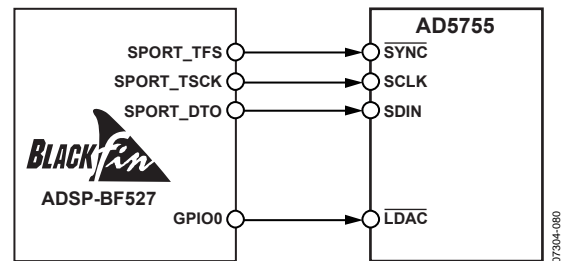 AD5755
SPORT_TFS
SYNC
SPORT_TSCK
SCLK
SPORT_DTO
SDIN
BLACKfin
ADSP-BF527
GPIO0
LDAC
07304-080